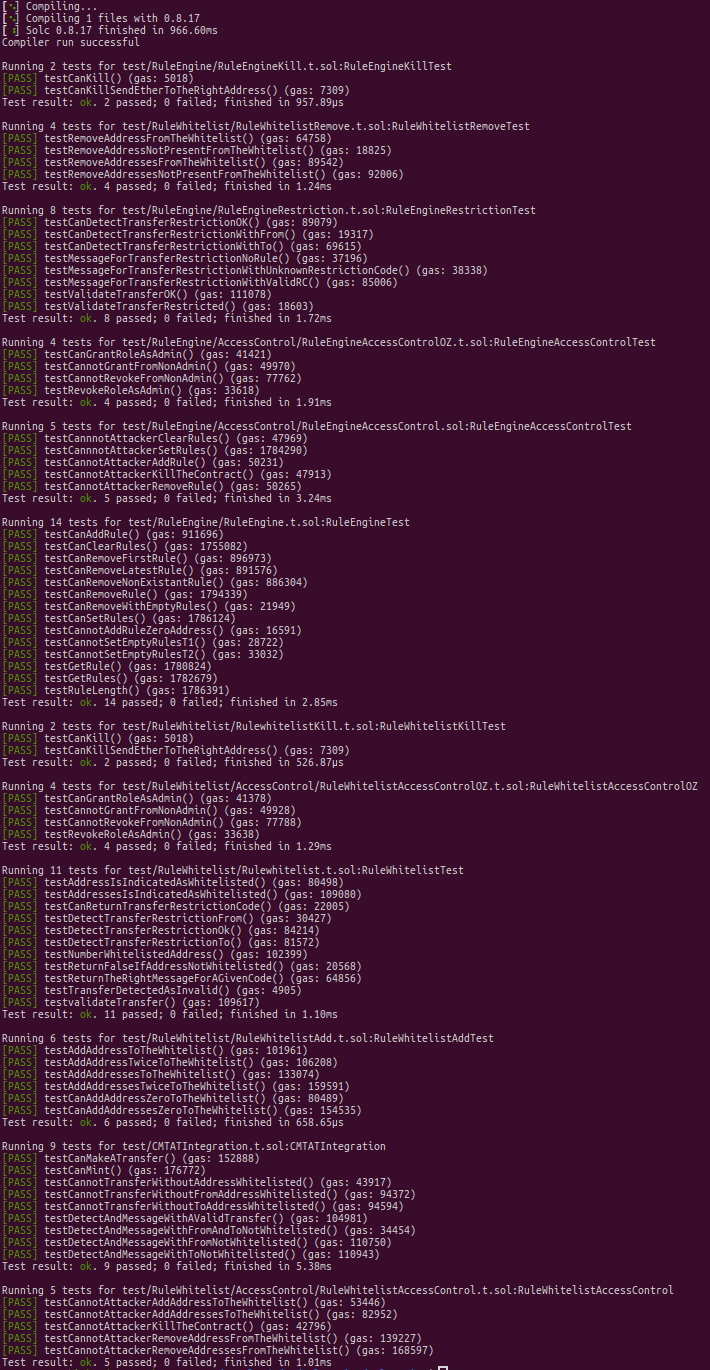 [⠢] Compiling...
[⠢] Compiling 1 files with 0.8.17
[⠆] Solc 0.8.17 finished in 966.60ms
Compiler run successful

Running 2 tests for test/RuleEngine/RuleEngineKill.t.sol:RuleEngineKillTest
[PASS] testCanKill() (gas: 5018)
[PASS] testCanKillSendEtherToTheRightAddress() (gas: 7309)
Test result: ok. 2 passed; 0 failed; finished in 957.89µs

Running 4 tests for test/RuleWhitelist/RuleWhitelistRemove.t.sol:RuleWhitelistRemoveTest
[PASS] testRemoveAddressFromTheWhitelist() (gas: 64758)
[PASS] testRemoveAddressNotPresentFromTheWhitelist() (gas: 18825)
[PASS] testRemoveAddressesFromTheWhitelist() (gas: 89542)
[PASS] testRemoveAddressesNotPresentFromTheWhitelist() (gas: 92006)
Test result: ok. 4 passed; 0 failed; finished in 1.24ms

Running 8 tests for test/RuleEngine/RuleEngineRestriction.t.sol:RuleEngineRestrictionTest
[PASS] testCanDetectTransferRestrictionOK() (gas: 89079)
[PASS] testCanDetectTransferRestrictionWithFrom() (gas: 19317)
[PASS] testCanDetectTransferRestrictionWithTo() (gas: 69615)
[PASS] testMessageForTransferRestrictionNoRule() (gas: 37196)
[PASS] testMessageForTransferRestrictionWithUnknownRestrictionCode() (gas: 38338)
[PASS] testMessageForTransferRestrictionWithValidRC() (gas: 85006)
[PASS] testValidateTransferOK() (gas: 111078)
[PASS] testValidateTransferRestricted() (gas: 18603)
Test result: ok. 8 passed; 0 failed; finished in 1.72ms

Running 4 tests for test/RuleEngine/AccessControl/RuleEngineAccessControlOZ.t.sol:RuleEngineAccessControlTest
[PASS] testCanGrantRoleAsAdmin() (gas: 41421)
[PASS] testCannotGrantFromNonAdmin() (gas: 49970)
[PASS] testCannotRevokeFromNonAdmin() (gas: 77762)
[PASS] testRevokeRoleAsAdmin() (gas: 33618)
Test result: ok. 4 passed; 0 failed; finished in 1.91ms

Running 5 tests for test/RuleEngine/AccessControl/RuleEngineAccessControl.sol:RuleEngineAccessControlTest
[PASS] testCannnotAttackerClearRules() (gas: 47969)
[PASS] testCannnotAttackerSetRules() (gas: 1784290)
[PASS] testCannotAttackerAddRule() (gas: 50231)
[PASS] testCannotAttackerKillTheContract() (gas: 47913)
[PASS] testCannotAttackerRemoveRule() (gas: 50265)
Test result: ok. 5 passed; 0 failed; finished in 3.24ms

Running 14 tests for test/RuleEngine/RuleEngine.t.sol:RuleEngineTest
[PASS] testCanAddRule() (gas: 911696)
[PASS] testCanClearRules() (gas: 1755082)
[PASS] testCanRemoveFirstRule() (gas: 896973)
[PASS] testCanRemoveLatestRule() (gas: 891576)
[PASS] testCanRemoveNonExistantRule() (gas: 886304)
[PASS] testCanRemoveRule() (gas: 1794339)
[PASS] testCanRemoveWithEmptyRules() (gas: 21949)
[PASS] testCanSetRules() (gas: 1786124)
[PASS] testCannotAddRuleZeroAddress() (gas: 16591)
[PASS] testCannotSetEmptyRulesT1() (gas: 28722)
[PASS] testCannotSetEmptyRulesT2() (gas: 33032)
[PASS] testGetRule() (gas: 1780824)
[PASS] testGetRules() (gas: 1782679)
[PASS] testRuleLength() (gas: 1786391)
Test result: ok. 14 passed; 0 failed; finished in 2.85ms

Running 2 tests for test/RuleWhitelist/RulewhitelistKill.t.sol:RuleWhitelistKillTest
[PASS] testCanKill() (gas: 5018)
[PASS] testCanKillSendEtherToTheRightAddress() (gas: 7309)
Test result: ok. 2 passed; 0 failed; finished in 526.87µs

Running 4 tests for test/RuleWhitelist/AccessControl/RuleWhitelistAccessControlOZ.t.sol:RuleWhitelistAccessControlOZ
[PASS] testCanGrantRoleAsAdmin() (gas: 41378)
[PASS] testCannotGrantFromNonAdmin() (gas: 49928)
[PASS] testCannotRevokeFromNonAdmin() (gas: 77788)
[PASS] testRevokeRoleAsAdmin() (gas: 33638)
Test result: ok. 4 passed; 0 failed; finished in 1.29ms

Running 11 tests for test/RuleWhitelist/Rulewhitelist.t.sol:RuleWhitelistTest
[PASS] testAddressIsIndicatedAsWhitelisted() (gas: 80498)
[PASS] testAddressesIsIndicatedAsWhitelisted() (gas: 109080)
[PASS] testCanReturnTransferRestrictionCode() (gas: 22005)
[PASS] testDetectTransferRestrictionFrom() (gas: 30427)
[PASS] testDetectTransferRestrictionOk() (gas: 84214)
[PASS] testDetectTransferRestrictionTo() (gas: 81572)
[PASS] testNumberWhitelistedAddress() (gas: 102399)
[PASS] testReturnFalseIfAddressNotWhitelisted() (gas: 20568)
[PASS] testReturnTheRightMessageForAGivenCode() (gas: 64856)
[PASS] testTransferDetectedAsInvalid() (gas: 4905)
[PASS] testvalidateTransfer() (gas: 109617)
Test result: ok. 11 passed; 0 failed; finished in 1.10ms

Running 6 tests for test/RuleWhitelist/RuleWhitelistAdd.t.sol:RuleWhitelistAddTest
[PASS] testAddAddressToTheWhitelist() (gas: 101961)
[PASS] testAddAddressTwiceToTheWhitelist() (gas: 106208)
[PASS] testAddAddressesToTheWhitelist() (gas: 133074)
[PASS] testAddAddressesTwiceToTheWhitelist() (gas: 159591)
[PASS] testCanAddAddressZeroToTheWhitelist() (gas: 80489)
[PASS] testCanAddAddressesZeroToTheWhitelist() (gas: 154535)
Test result: ok. 6 passed; 0 failed; finished in 658.65µs

Running 9 tests for test/CMTATIntegration.t.sol:CMTATIntegration
[PASS] testCanMakeATransfer() (gas: 152888)
[PASS] testCanMint() (gas: 176772)
[PASS] testCannotTransferWithoutAddressWhitelisted() (gas: 43917)
[PASS] testCannotTransferWithoutFromAddressWhitelisted() (gas: 94372)
[PASS] testCannotTransferWithoutToAddressWhitelisted() (gas: 94594)
[PASS] testDetectAndMessageWithAValidTransfer() (gas: 104981)
[PASS] testDetectAndMessageWithFromAndToNotWhitelisted() (gas: 34454)
[PASS] testDetectAndMessageWithFromNotWhitelisted() (gas: 110750)
[PASS] testDetectAndMessageWithToNotWhitelisted() (gas: 110943)
Test result: ok. 9 passed; 0 failed; finished in 5.38ms

Running 5 tests for test/RuleWhitelist/AccessControl/RuleWhitelistAccessControl.t.sol:RuleWhitelistAccessControl
[PASS] testCannotAttackerAddAddressToTheWhitelist() (gas: 53446)
[PASS] testCannotAttackerAddAddressesToTheWhitelist() (gas: 82952)
[PASS] testCannotAttackerKillTheContract() (gas: 42796)
[PASS] testCannotAttackerRemoveAddressFromTheWhitelist() (gas: 139227)
[PASS] testCannotAttackerRemoveAddressesFromTheWhitelist() (gas: 168597)
Test result: ok. 5 passed; 0 failed; finished in 1.01ms